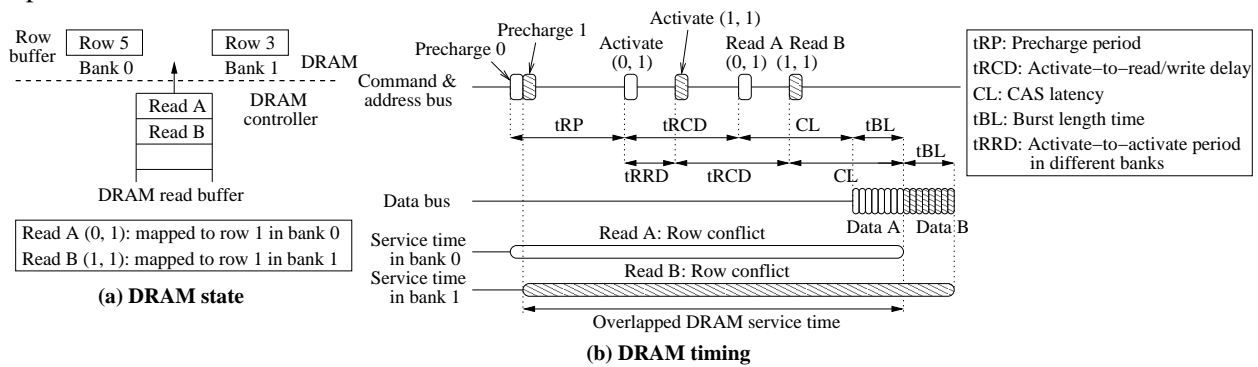 Row
buffer
Row 5
Row 3
Bank 0
Bank 1
DRAM
DRAM
controller
Read A
Read B
DRAM read buffer
Read A (0, 1): mapped to row 1 in bank 0
Read B (1, 1): mapped to row 1 in bank 1
(a) DRAM state
Precharge 0
Precharge 1
Activate
(0, 1)
Activate (1, 1)
Read A
(0, 1)
Read B
(1, 1)
Command &
address bus
tRP
tRCD
CL
tBL
tRRD
tRCD
CL
tBL
Data bus
Data A
Data B
Service time
in bank 0
Read A: Row conflict
Service time
in bank 1
Read B: Row conflict
Overlapped DRAM service time
(b) DRAM timing
tRP: Precharge period
tRCD: Activate−to−read/write delay
CL: CAS latency
tBL: Burst length time
tRRD: Activate−to−activate period
in different banks